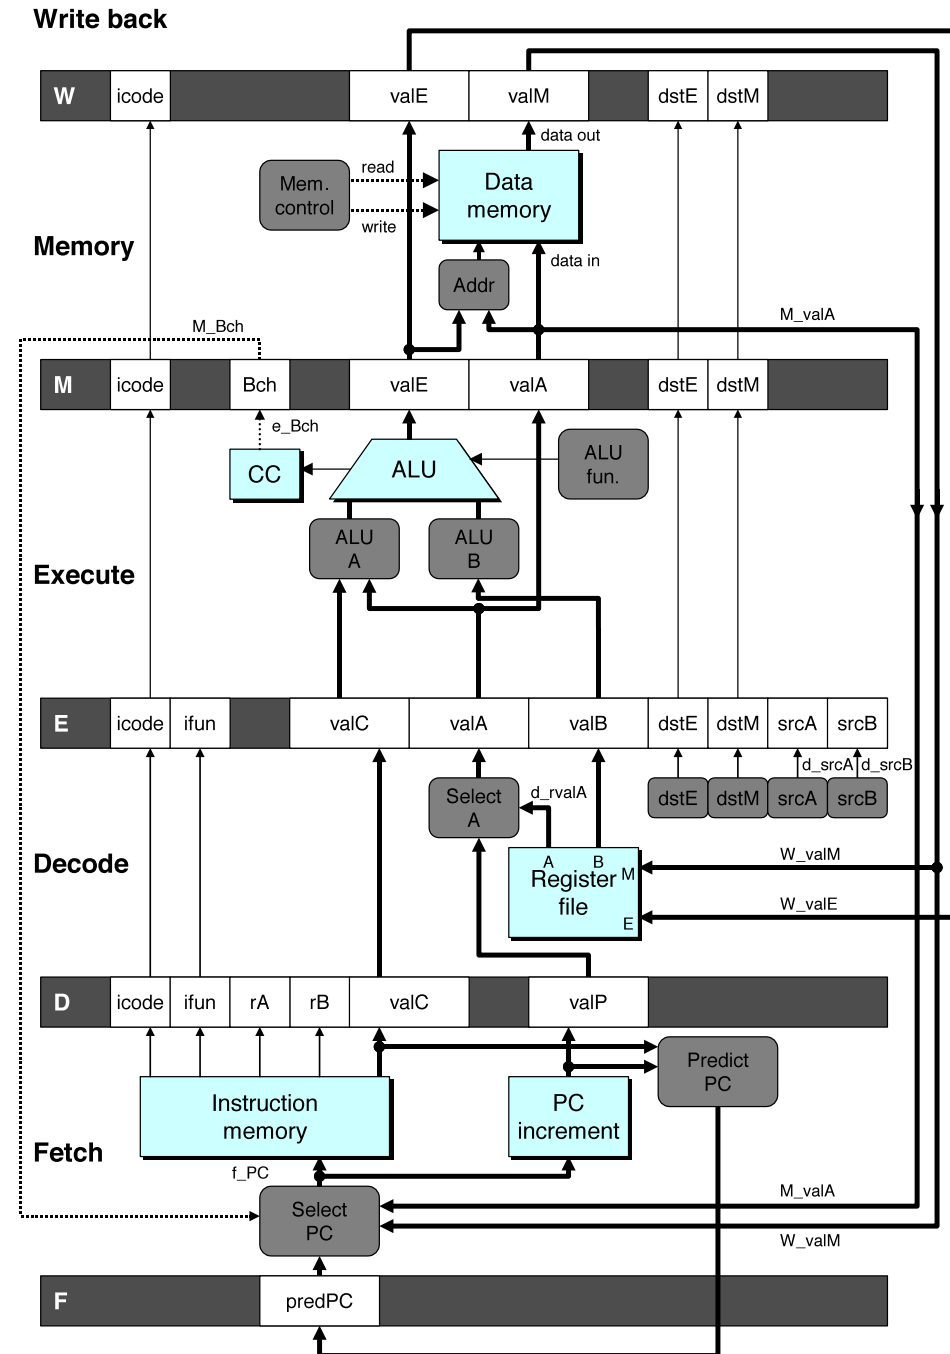 Write back
W icode valE valM dstE dstM
data out
read
Mem.
control
Data
memory
write
Memory
data in
Addr
M_valA
M_Bch
M icode Bch valE valA dstE dstM
e_Bch
CC
ALU
ALU
fun.
ALU
A
ALU
B
Execute
E icode ifun valC valA valB dstE dstM srcA srcB
d_srcA d_srcB
Select
A
d_rvalA
dstE dstM srcA srcB
Decode
A B
Register
file
M
E
W_valM
W_valE
D icode ifun rA rB valC valP
Predict
PC
Instruction
memory
PC
increment
Fetch
f_PC
Select
PC
M_valA
W_valM
F predPC